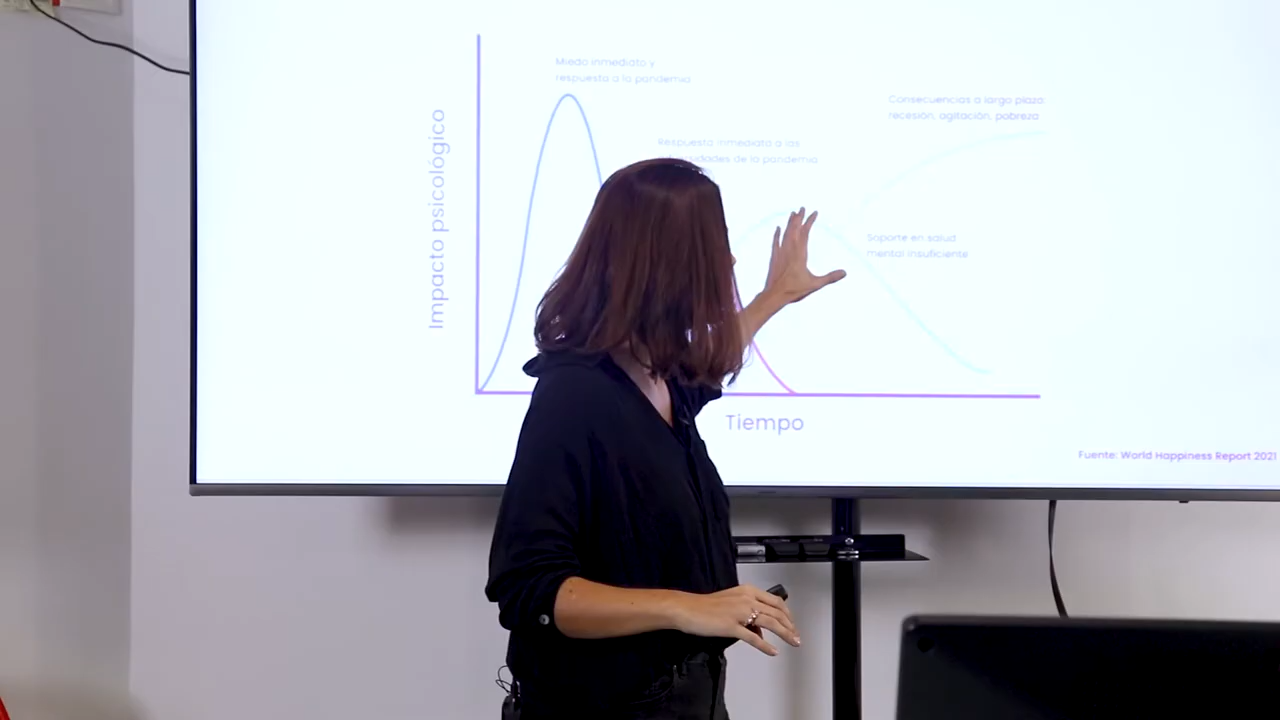 Miedo inmediato y
respuesta a la pandemia
Consecuencias a largo plazo:
recesión, agitación, pobreza
Respuesta inmediata a las
de la pandemia
Soporte en salud
mental insuficiente
Impacto psicológico
Tiempo
Fuente: World Happiness Report 2021